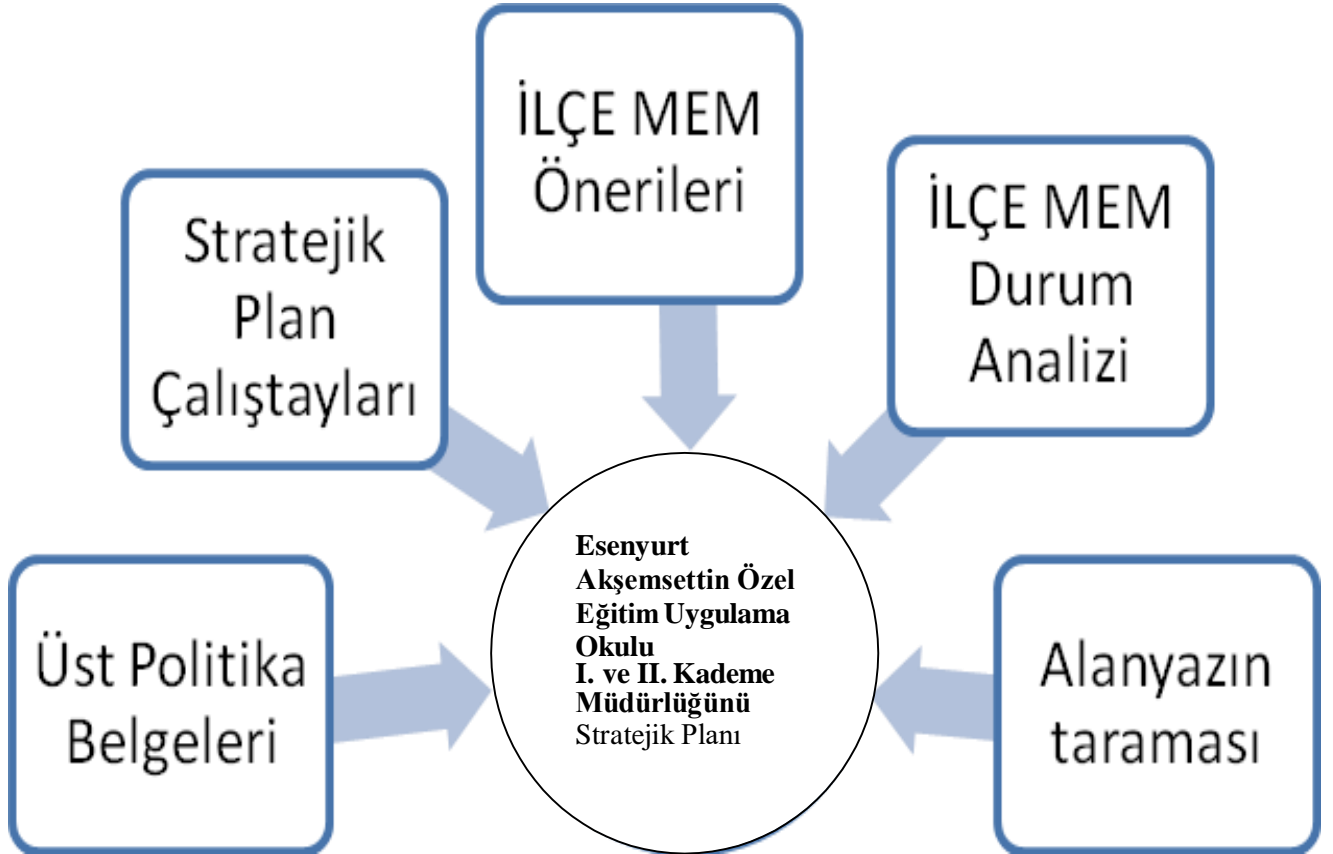 İLÇE MEM
Önerileri
Stratejik
Plan
Çalıştayları
İLÇE MEM
Durum
Analizi
Üst Politika
Belgeleri
Esenyurt
Akşemsettin Özel
Eğitim Uygulama
Okulu
I. ve II. Kademe
Müdürlüğünü
Stratejik Planı
Alanyazın
taraması